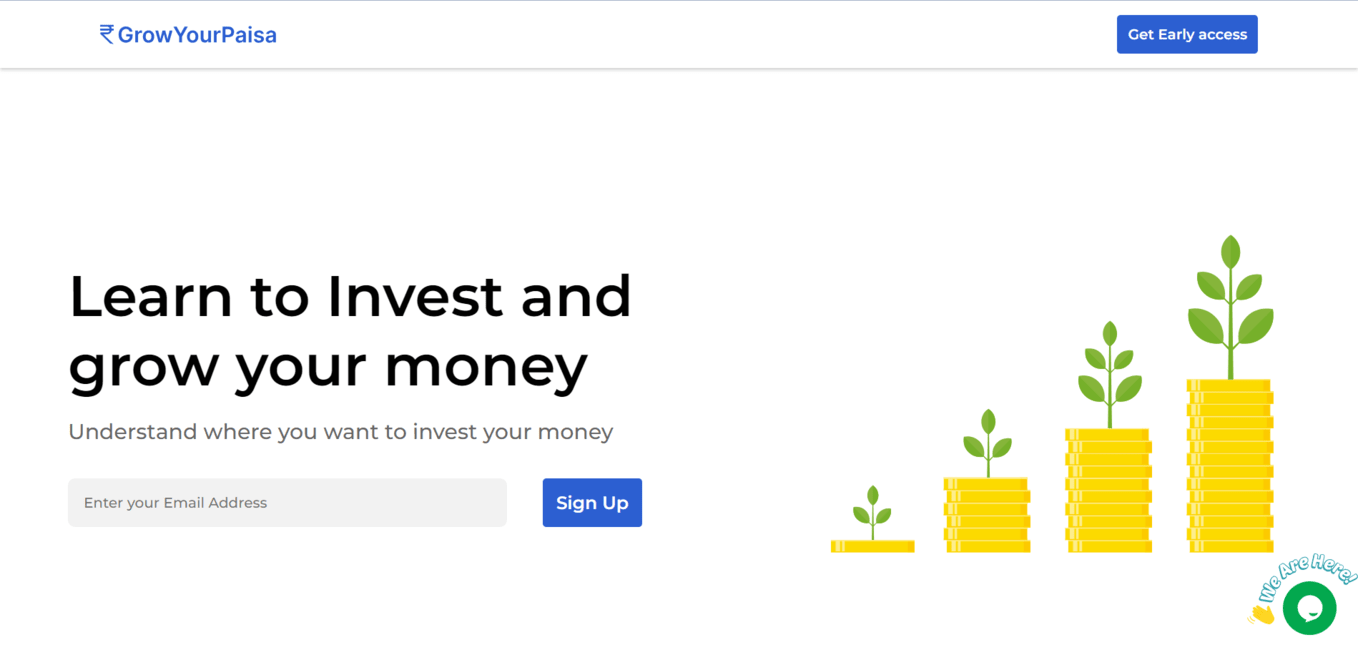 ₹ GrowYourPaisa
Get Early access
Learn to Invest and
grow your money
Understand where you want to invest your money
Enter your Email Address
Sign Up
We Are Here!